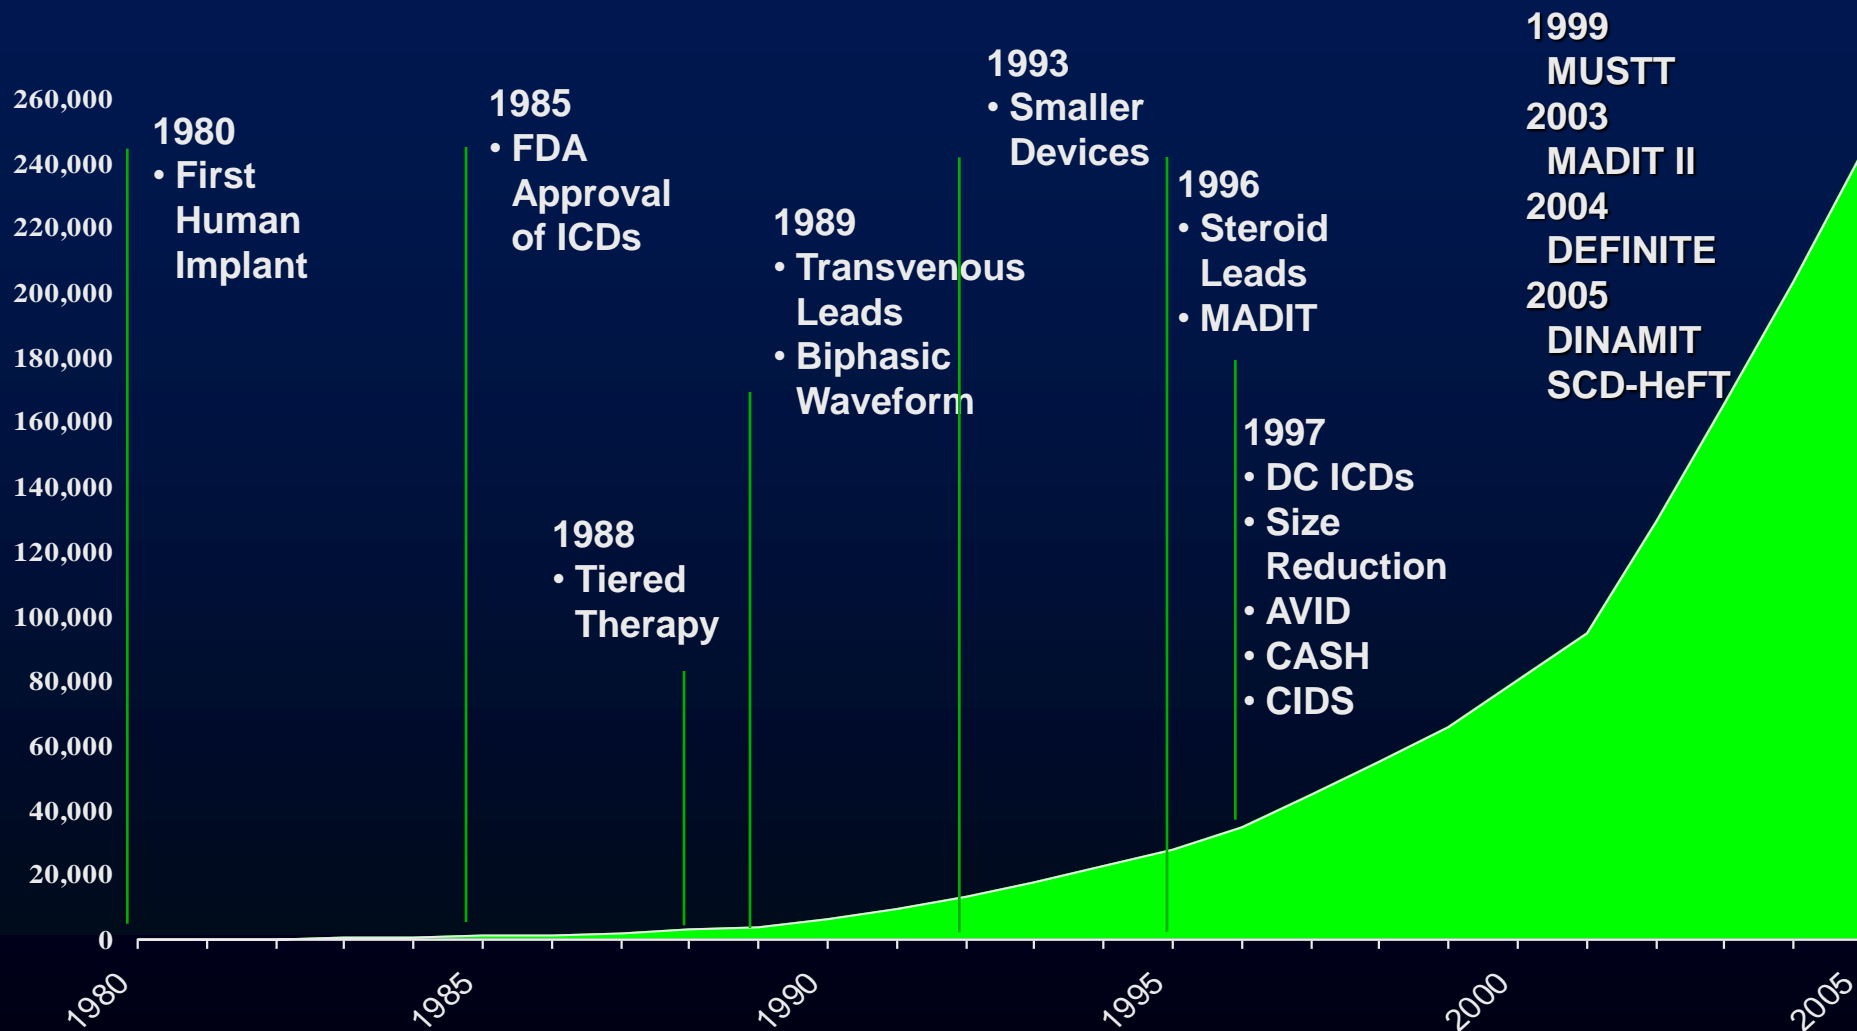 260,000
240,000
220,000
200,000
180,000
160,000
140,000
120,000
100,000
80,000
60,000
40,000
20,000
0
1980
• First
Human
Implant
1985
• FDA
Approval
of ICDs
1988
• Tiered
Therapy
1989
• Transvenous
Leads
• Biphasic
Waveform
1993
• Smaller
Devices
1996
• Steroid
Leads
• MADIT
1997
• DC ICDs
• Size
Reduction
• AVID
• CASH
• CIDS
1999
MUSTT
2003
MADIT II
2004
DEFINITE
2005
DINAMIT
SCD-HeFT
1980
1985
1990
1995
2000
2005